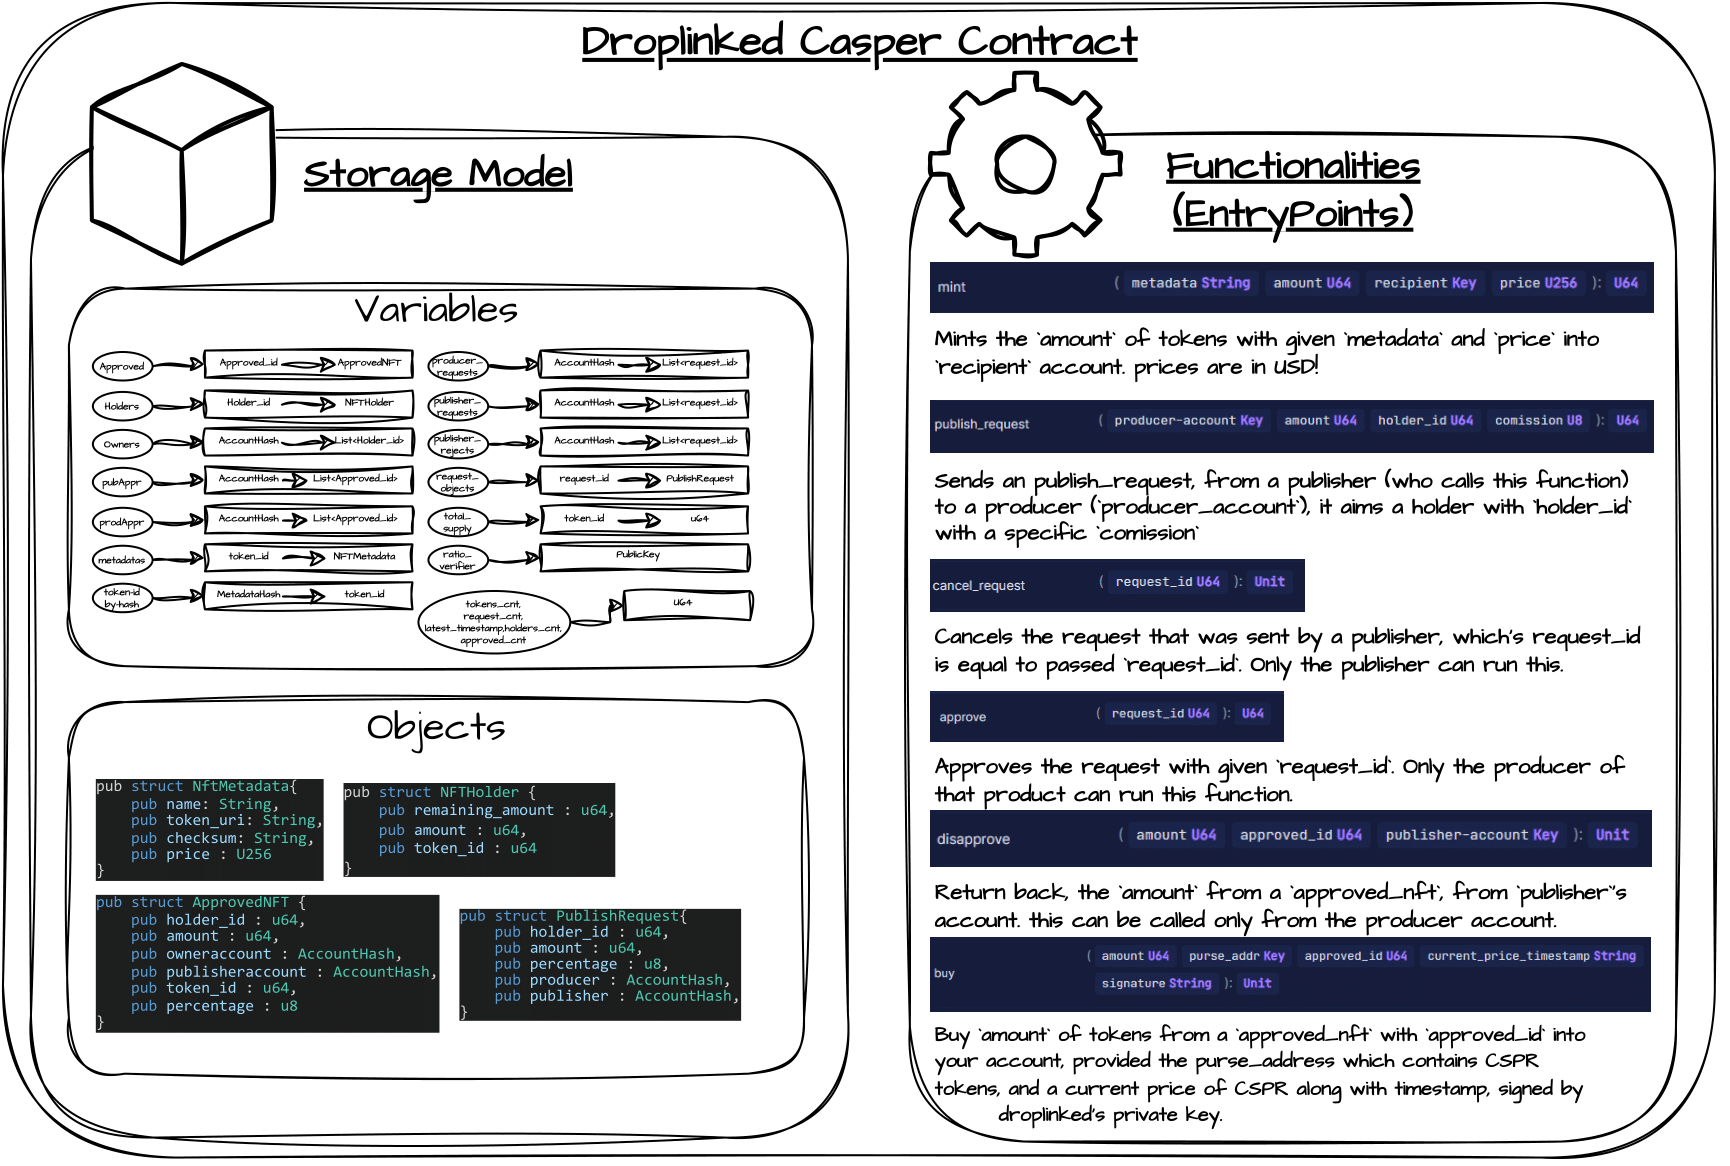 Droplinked Casper Contract
Storage Model
Variables
Approved Approved_id ApprovedNFT
Holders Holder_id NFTHolder
Owners AccountHash List<Holder_id>
pubAppr AccountHash List<Approved_id>
prodAppr AccountHash List<Approved_id>
metadatas token_id NFTMetadata
token-id
by-hash
MetadataHash token_id
producer_
requests
AccountHash List<request_id>
publisher_
requests
AccountHash List<request_id>
publisher_
rejects
AccountHash List<request_id>
request_
objects
request_id PublishRequest
total_
supply
token_id u64
ratio_
verifier
PublicKey
tokens_cnt,
request_cnt,
latest_timestamp,holders_cnt,
approved_cnt
U64
Objects
pub struct NftMetadata{
pub name: String,
pub token_uri: String,
pub checksum: String,
pub price : U256
}
pub struct NFTHolder {
pub remaining_amount : u64,
pub amount : u64,
pub token_id : u64
}
pub struct ApprovedNFT {
pub holder_id : u64,
pub amount : u64,
pub owneraccount : AccountHash,
pub publisheraccount : AccountHash,
pub token_id : u64,
pub percentage : u8
}
pub struct PublishRequest{
pub holder_id : u64,
pub amount : u64,
pub percentage : u8,
pub producer : AccountHash,
pub publisher : AccountHash,
}
Functionalities
(EntryPoints)
mint ( metadata String amount U64 recipient Key price U256 ): U64
Mints the `amount` of tokens with given `metadata` and `price` into
`recipient` account. prices are in USD!
publish_request ( producer-account Key amount U64 holder_id U64 comission U8 ): U64
Sends an publish_request, from a publisher (who calls this function)
to a producer (`producer_account`), it aims a holder with `holder_id`
with a specific `comission`
cancel_request ( request_id U64 ): Unit
Cancels the request that was sent by a publisher, which's request_id
is equal to passed `request_id`. Only the publisher can run this.
approve ( request_id U64 ): U64
Approves the request with given `request_id`. Only the producer of
that product can run this function.
disapprove ( amount U64 approved_id U64 publisher-account Key ): Unit
Return back, the `amount` from a `approved_nft`, from `publisher`'s
account. this can be called only from the producer account.
buy ( amount U64 purse_addr Key approved_id U64 current_price_timestamp String
signature String ): Unit
Buy `amount` of tokens from a `approved_nft` with `approved_id` into
your account, provided the purse_address which contains CSPR
tokens, and a current price of CSPR along with timestamp, signed by
droplinked's private key.